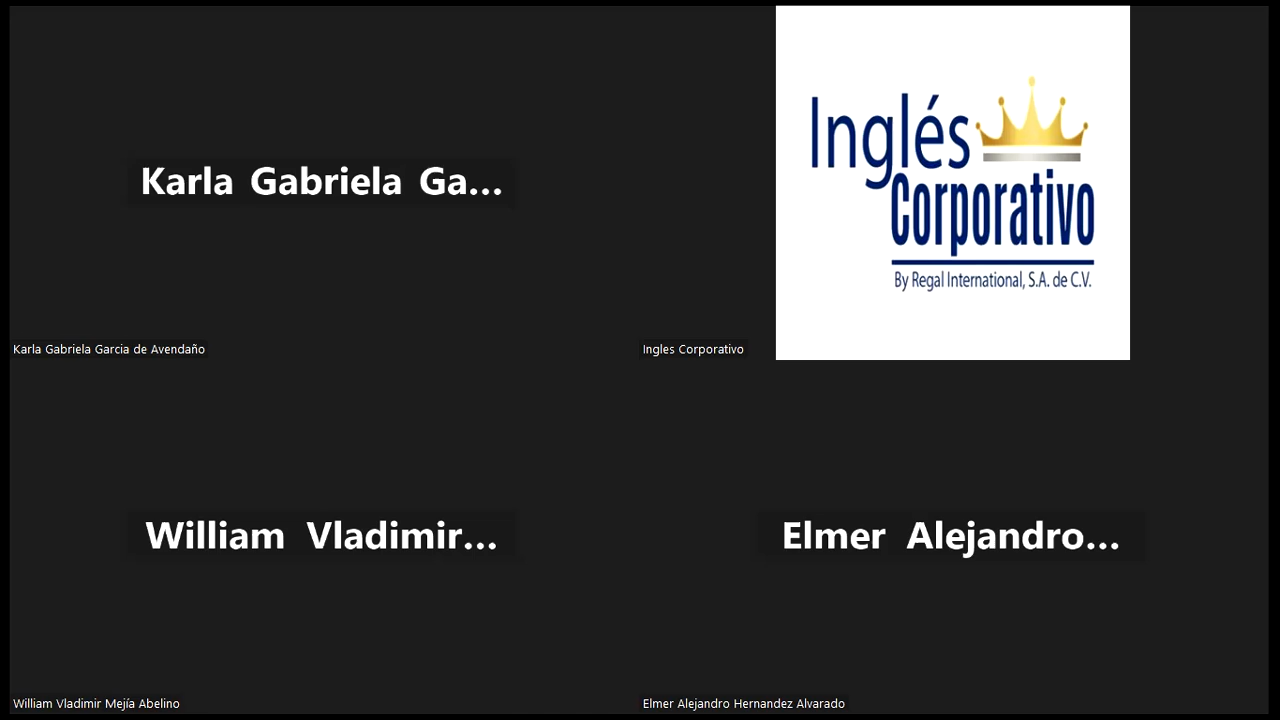 Karla Gabriela Ga...
Karla Gabriela Garcia de Avendaño
Inglés
Corporativo
By Regal International, S.A. de C.V.
Ingles Corporativo
William Vladimir...
William Vladimir Mejía Abelino
Elmer Alejandro...
Elmer Alejandro Hernandez Alvarado